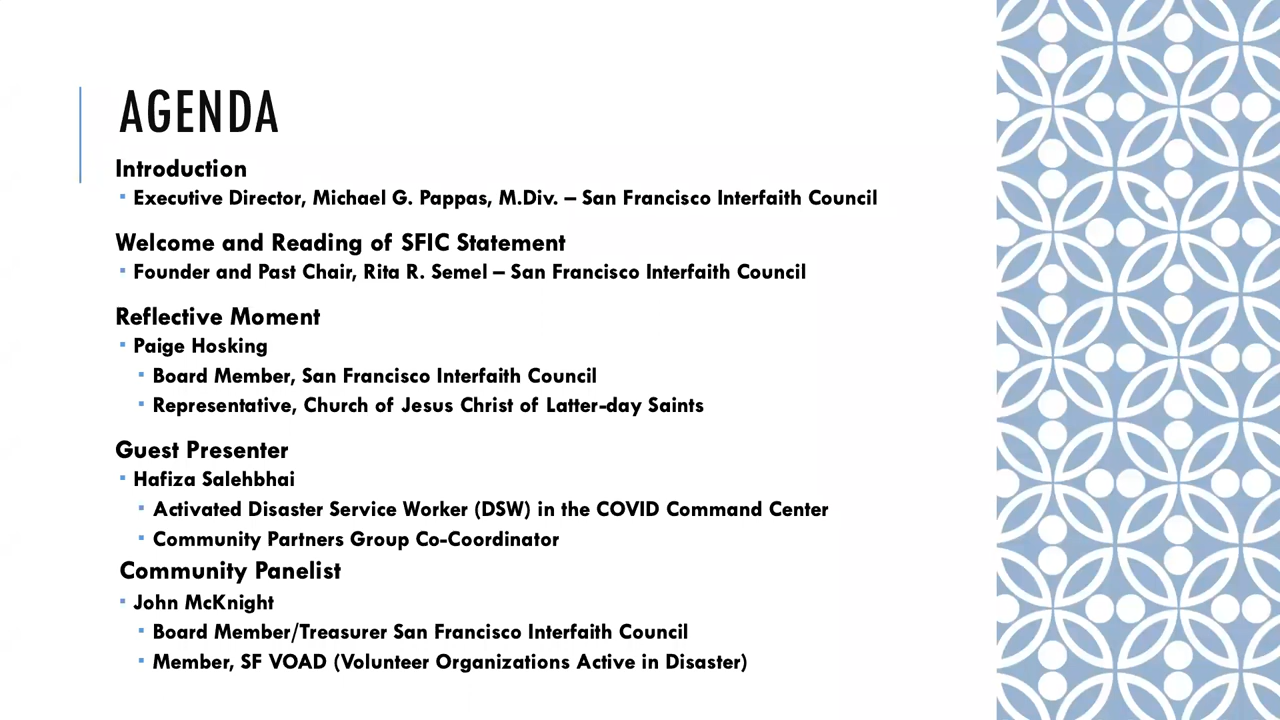 AGENDA
Introduction
Executive Director, Michael G. Pappas, M.Div. – San Francisco Interfaith Council
Welcome and Reading of SFIC Statement
Founder and Past Chair, Rita R. Semel – San Francisco Interfaith Council
Reflective Moment
Paige Hosking
Board Member, San Francisco Interfaith Council
Representative, Church of Jesus Christ of Latter-day Saints
Guest Presenter
Hafiza Salehbhai
Activated Disaster Service Worker (DSW) in the COVID Command Center
Community Partners Group Co-Coordinator
Community Panelist
John McKnight
Board Member/Treasurer San Francisco Interfaith Council
Member, SF VOAD (Volunteer Organizations Active in Disaster)